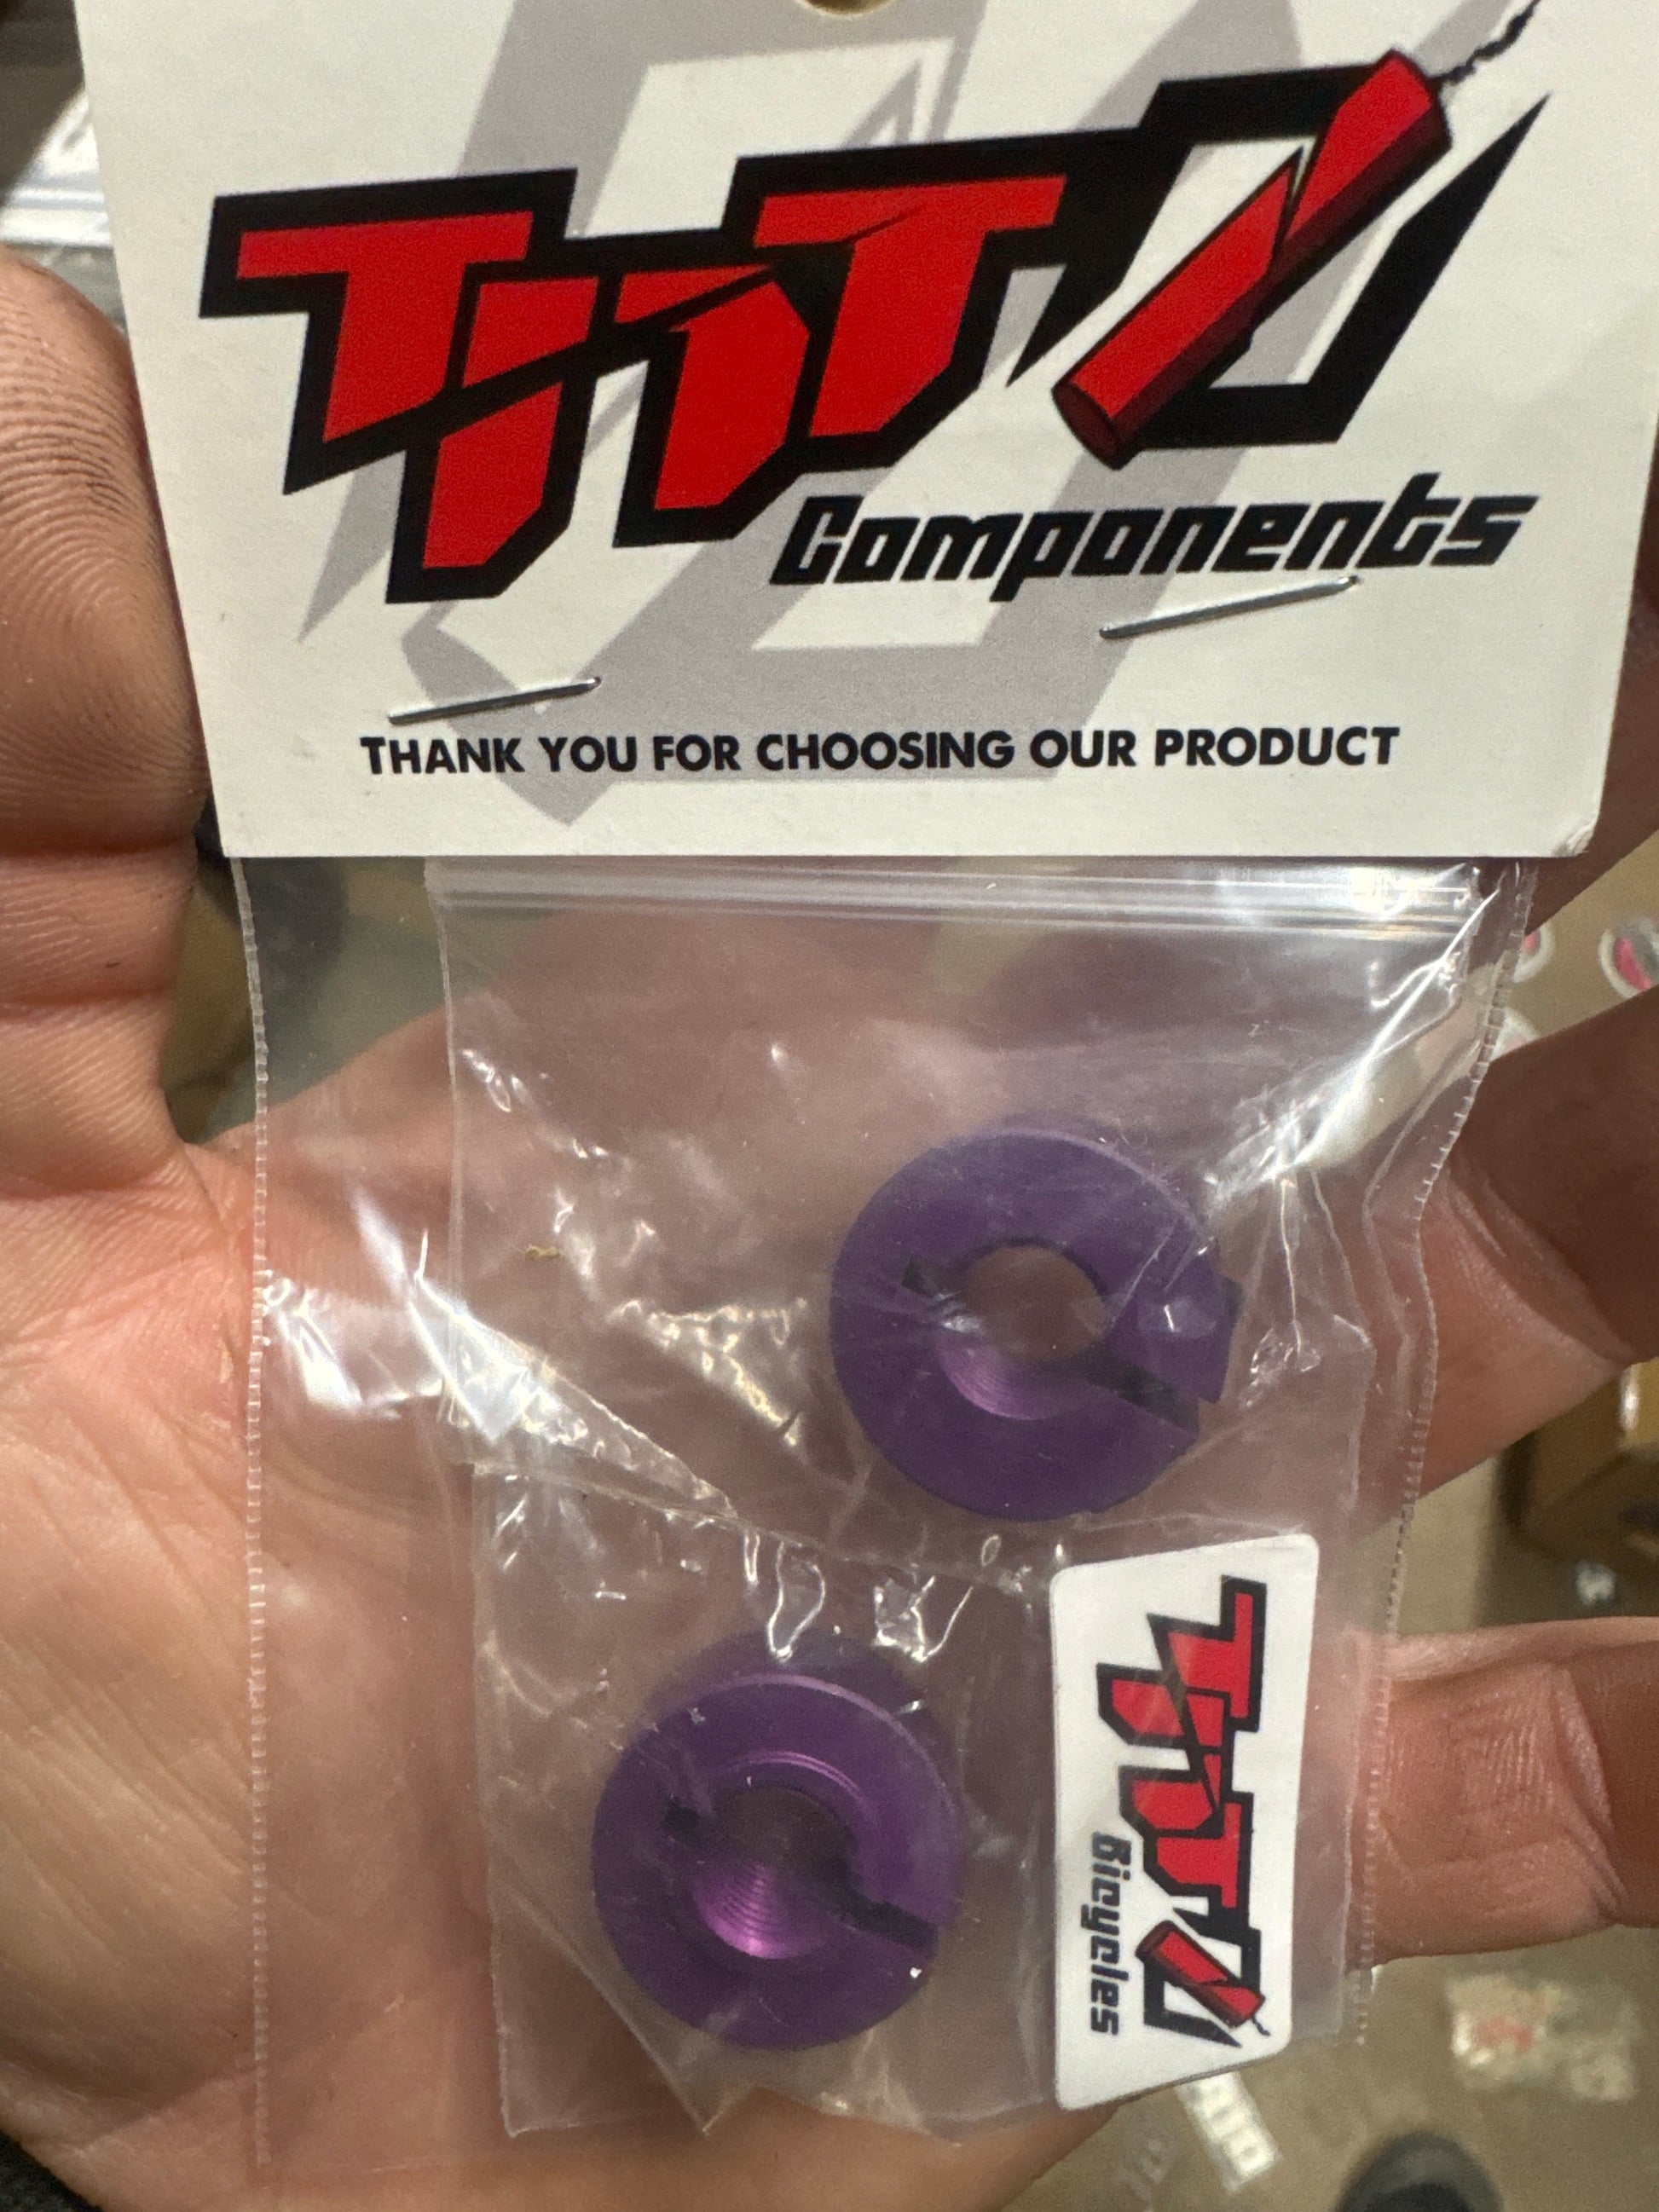 TNT
Components
THANK YOU FOR CHOOSING OUR PRODUCT
TNT
Bicycles